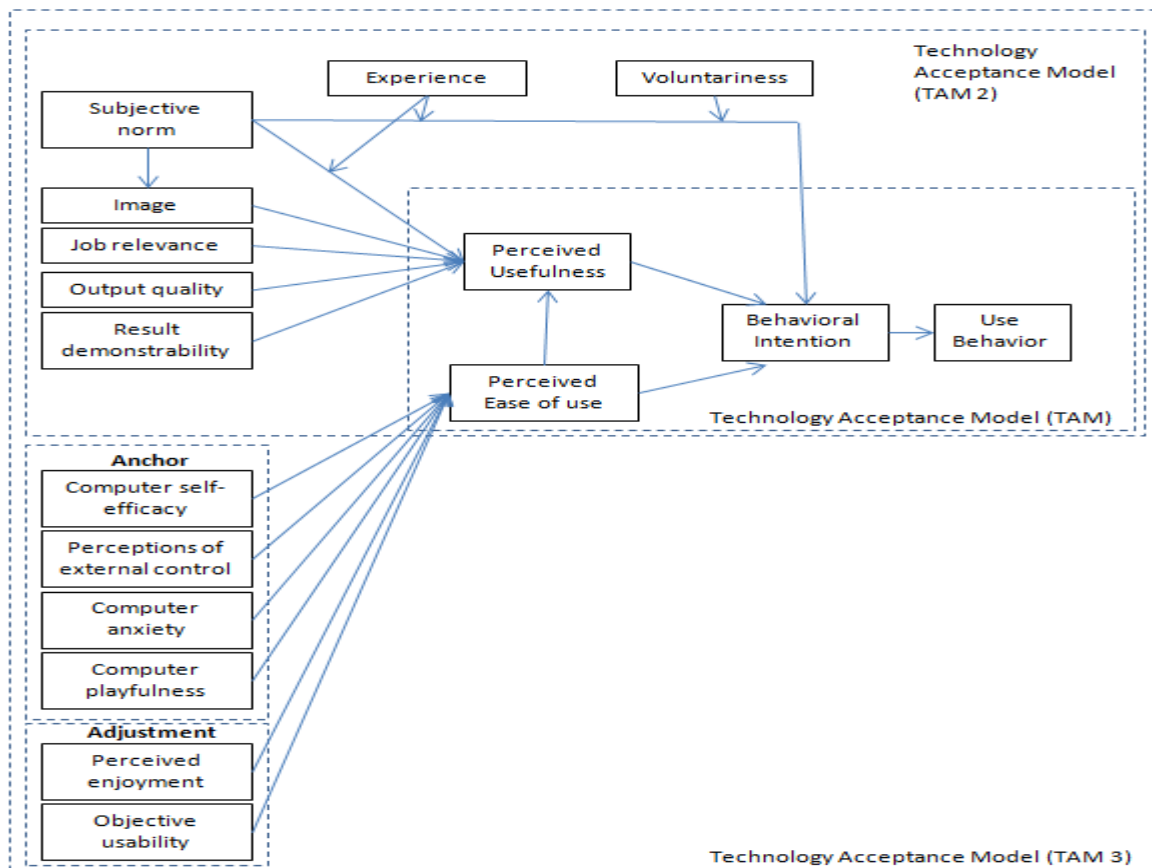 Technology
Acceptance Model
(TAM 2)
Experience
Voluntariness
Subjective
norm
Image
Job relevance
Output quality
Result
demonstrability
Perceived
Usefulness
Behavioral
Intention
Use
Behavior
Perceived
Ease of use
Technology Acceptance Model (TAM)
Anchor
Computer self-
efficacy
Perceptions of
external control
Computer
anxiety
Computer
playfulness
Adjustment
Perceived
enjoyment
Objective
usability
Technology Acceptance Model (TAM 3)